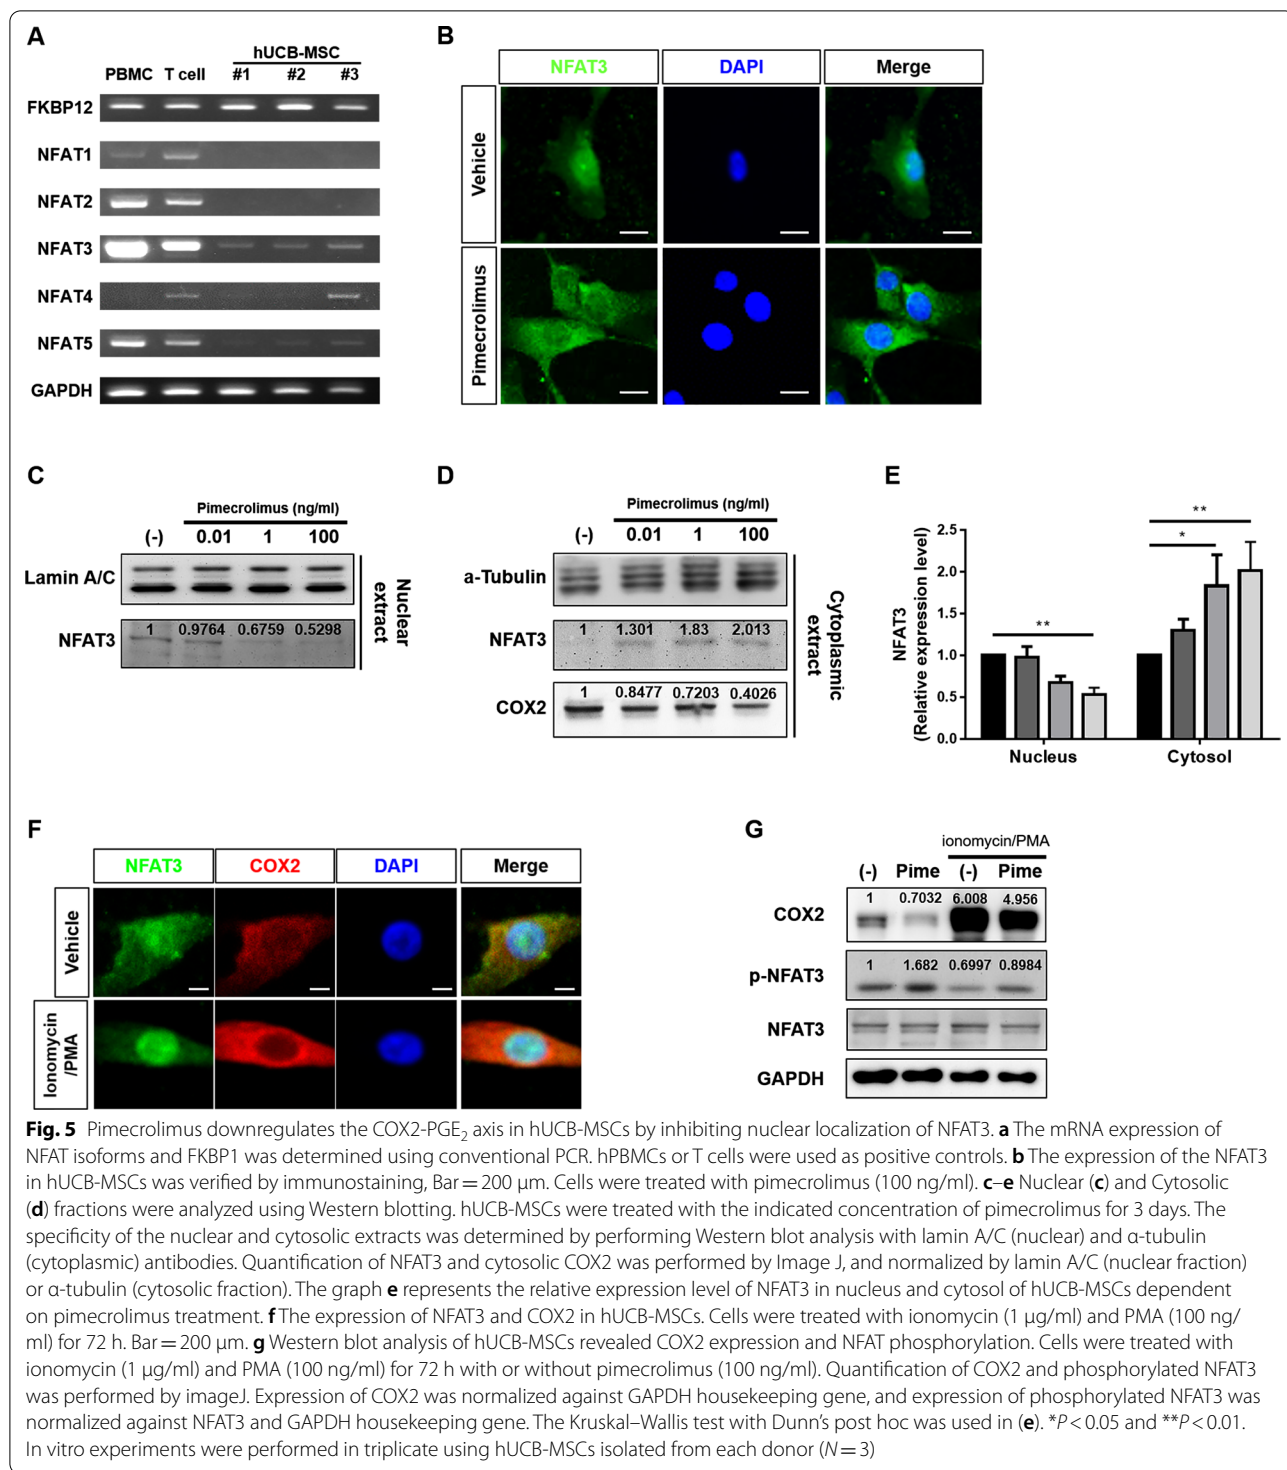 A
hUCB-MSC
PBMC T cell #1 #2 #3
FKBP12
NFAT1
NFAT2
NFAT3
NFAT4
NFAT5
GAPDH
B
NFAT3 DAPI Merge
Vehicle
Pimecrolimus
C
Pimecrolimus (ng/ml)
(-) 0.01 1 100
Lamin A/C
1 0.9764 0.6759 0.5298
NFAT3
Nuclear
extract
D
Pimecrolimus (ng/ml)
(-) 0.01 1 100
a-Tubulin
1 1.301 1.83 2,013
NFAT3
1 0.8477 0.7203 0.4026
COX2
Cytoplasmic
extract
E
NFAT3
(Relative expression level)
2.5
2.0
1.5
1.0
0.5
0.0
**
*
**
Nucleus Cytosol
F
NFAT3 COX2 DAPI Merge
Vehicle
Ionomycin
/PMA
G
ionomycin/PMA
(-) Pime (-) Pime
1 0.7032 6.008 4.956
COX2
1 1.682 0.6997 0.8984
p-NFAT3
NFAT3
GAPDH
Fig. 5 Pimecrolimus downregulates the COX2-PGE2 axis in hUCB-MSCs by inhibiting nuclear localization of NFAT3. a The mRNA expression of
NFAT isoforms and FKBP1 was determined using conventional PCR. hPBMCs or T cells were used as positive controls. b The expression of the NFAT3
in hUCB-MSCs was verified by immunostaining, Bar = 200 μm. Cells were treated with pimecrolimus (100 ng/ml). c–e Nuclear (c) and Cytosolic
(d) fractions were analyzed using Western blotting. hUCB-MSCs were treated with the indicated concentration of pimecrolimus for 3 days. The
specificity of the nuclear and cytosolic extracts was determined by performing Western blot analysis with lamin A/C (nuclear) and α-tubulin
(cytoplasmic) antibodies. Quantification of NFAT3 and cytosolic COX2 was performed by Image J, and normalized by lamin A/C (nuclear fraction)
or α-tubulin (cytosolic fraction). The graph e represents the relative expression level of NFAT3 in nucleus and cytosol of hUCB-MSCs dependent
on pimecrolimus treatment. f The expression of NFAT3 and COX2 in hUCB-MSCs. Cells were treated with ionomycin (1 μg/ml) and PMA (100 ng/
ml) for 72 h. Bar = 200 μm. g Western blot analysis of hUCB-MSCs revealed COX2 expression and NFAT phosphorylation. Cells were treated with
ionomycin (1 μg/ml) and PMA (100 ng/ml) for 72 h with or without pimecrolimus (100 ng/ml). Quantification of COX2 and phosphorylated NFAT3
was performed by imageJ. Expression of COX2 was normalized against GAPDH housekeeping gene, and expression of phosphorylated NFAT3 was
normalized against NFAT3 and GAPDH housekeeping gene. The Kruskal–Wallis test with Dunn's post hoc was used in (e). *P < 0.05 and **P < 0.01.
In vitro experiments were performed in triplicate using hUCB-MSCs isolated from each donor (N = 3)